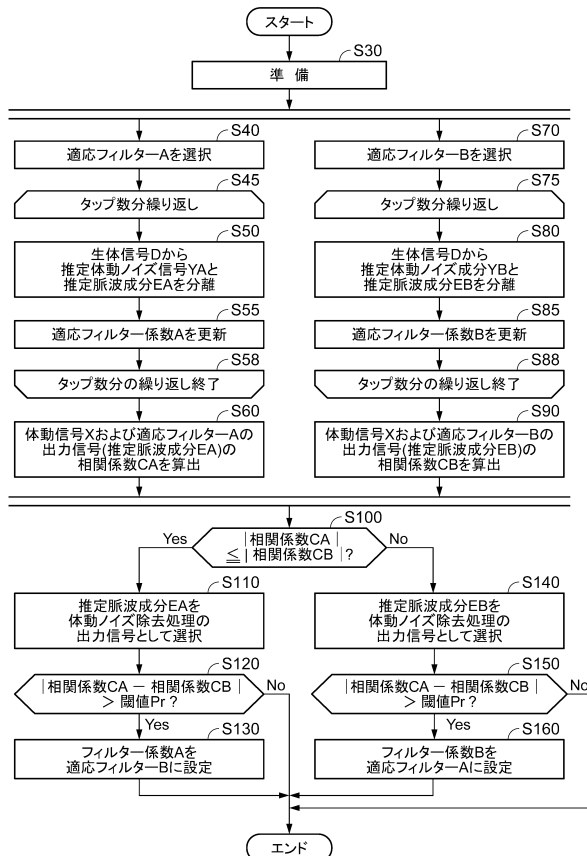 スタート
S30
準 備
S40
適応フィルターAを選択
S45
タップ数分繰り返し
S50
生体信号Dから
推定体動ノイズ信号YAと
推定脈波成分EAを分離
S55
適応フィルター係数Aを更新
S58
タップ数分の繰り返し終了
S60
体動信号Xおよび適応フィルターAの
出力信号(推定脈波成分EA)の
相関係数CAを算出
S70
適応フィルターBを選択
S75
タップ数分繰り返し
S80
生体信号Dから
推定体動ノイズ成分YBと
推定脈波成分EBを分離
S85
適応フィルター係数Bを更新
S88
タップ数分の繰り返し終了
S90
体動信号Xおよび適応フィルターBの
出力信号(推定脈波成分EB)の
相関係数CBを算出
S100
|相関係数CA|
≦|相関係数CB|?
Yes
No
S110
推定脈波成分EAを
体動ノイズ除去処理の
出力信号として選択
S120
|相関係数CA − 相関係数CB|
> 閾値Pr?
No
Yes
S130
フィルター係数Aを
適応フィルターBに設定
S140
推定脈波成分EBを
体動ノイズ除去処理の
出力信号として選択
S150
|相関係数CA − 相関係数CB|
> 閾値Pr?
No
Yes
S160
フィルター係数Bを
適応フィルターAに設定
エンド